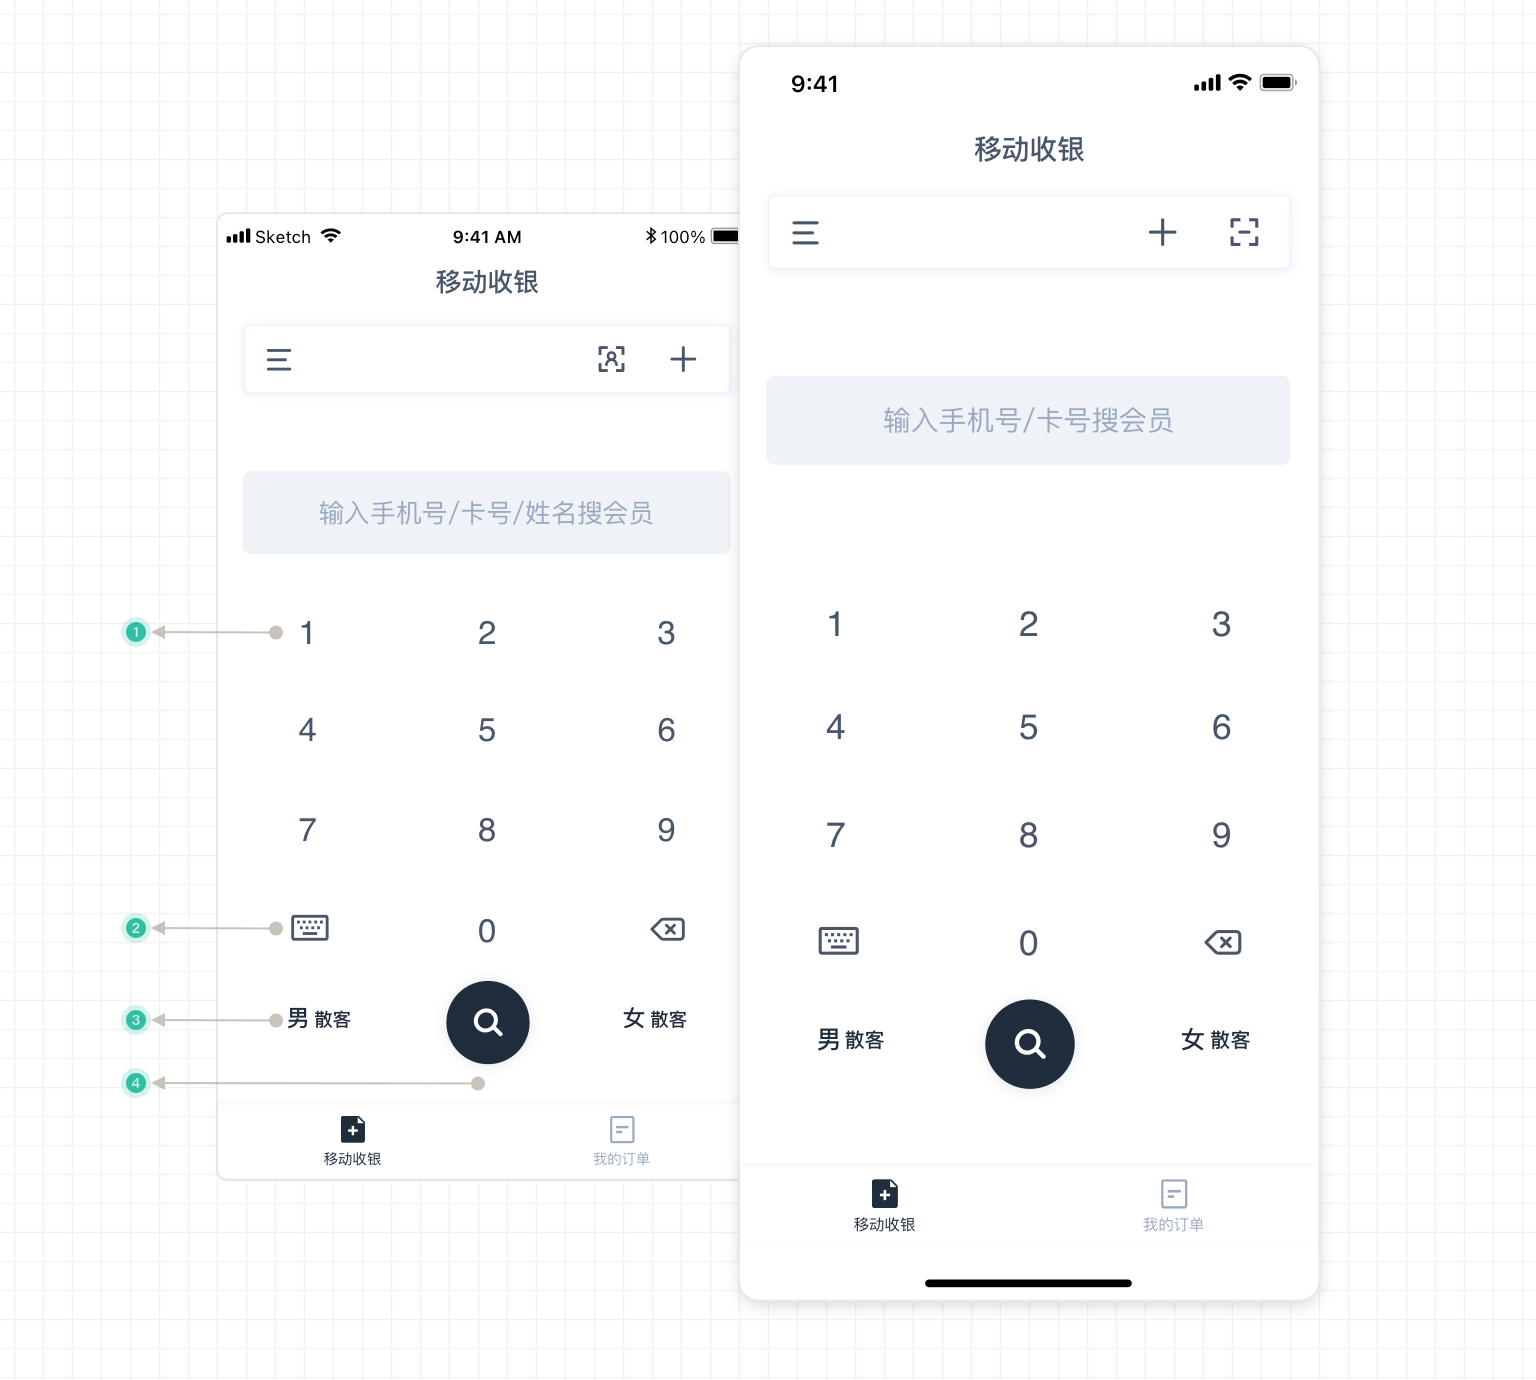 Sketch 9:41 AM 100%
移动收银
输入手机号/卡号/姓名搜会员
1 1 2 3
4 5 6
7 8 9
2 0
3 男 散客 女 散客
4
移动收银 我的订单
9:41
移动收银
输入手机号/卡号搜会员
1 2 3
4 5 6
7 8 9
0
男 散客 女 散客
移动收银 我的订单